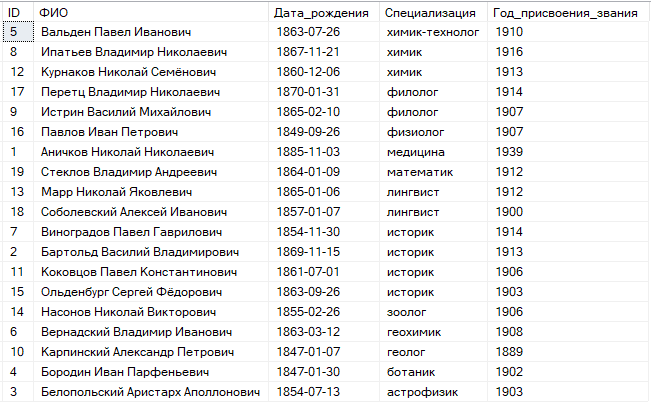 ID ФИО Дата_рождения Специализация Год_присвоения_звания
5 Вальден Павел Иванович 1863-07-26 химик-технолог 1910
8 Ипатьев Владимир Николаевич 1867-11-21 химик 1916
12 Курнаков Николай Семёнович 1860-12-06 химик 1913
17 Перетц Владимир Николаевич 1870-01-31 филолог 1914
9 Истрин Василий Михайлович 1865-02-10 филолог 1907
16 Павлов Иван Петрович 1849-09-26 физиолог 1907
1 Аничков Николай Николаевич 1885-11-03 медицина 1939
19 Стеклов Владимир Андреевич 1864-01-09 математик 1912
13 Марр Николай Яковлевич 1865-01-06 лингвист 1912
18 Соболевский Алексей Иванович 1857-01-07 лингвист 1900
7 Виноградов Павел Гаврилович 1854-11-30 историк 1914
2 Бартольд Василий Владимирович 1869-11-15 историк 1913
11 Коковцов Павел Константинович 1861-07-01 историк 1906
15 Ольденбург Сергей Фёдорович 1863-09-26 историк 1903
14 Насонов Николай Викторович 1855-02-26 зоолог 1906
6 Вернадский Владимир Иванович 1863-03-12 геохимик 1908
10 Карпинский Александр Петрович 1847-01-07 геолог 1889
4 Бородин Иван Парфеньевич 1847-01-30 ботаник 1902
3 Белопольский Аристарх Аполлонович 1854-07-13 астрофизик 1903